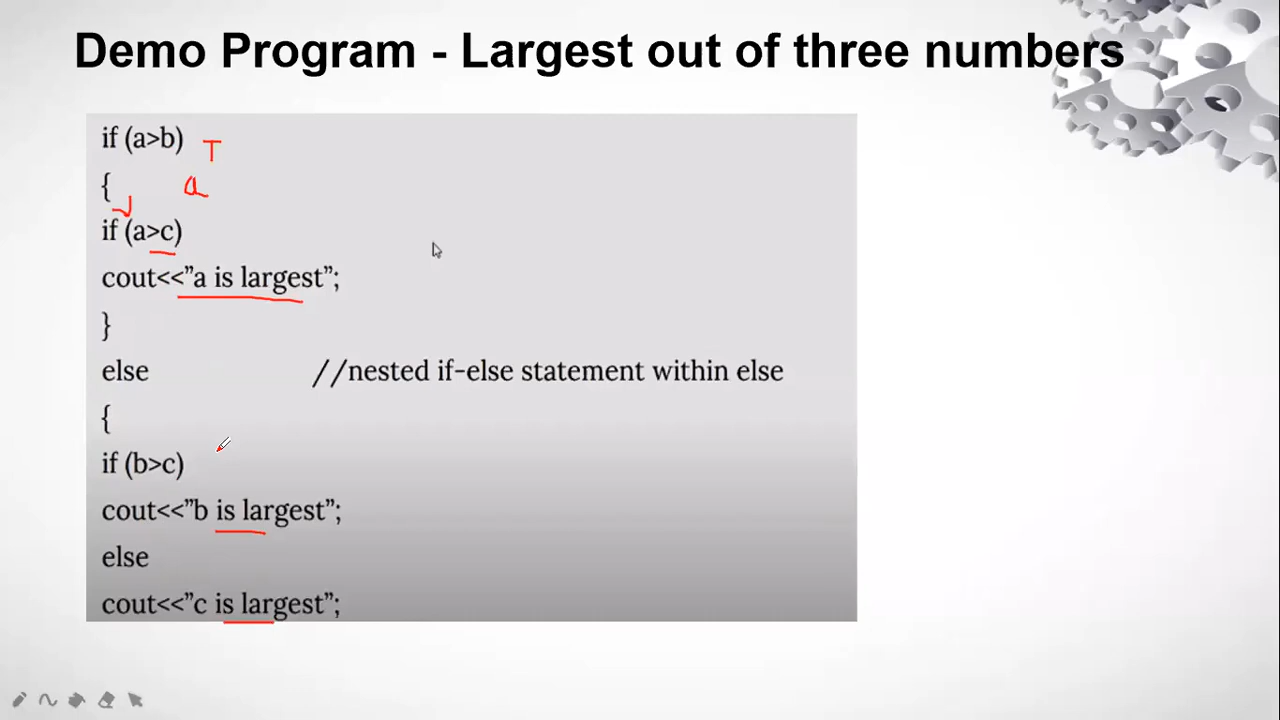 Demo Program - Largest out of three numbers
if (a>b) T
{ a
if (a>c)
cout<<”a is largest”;
}
else //nested if-else statement within else
{
if (b>c)
cout<<”b is largest”;
else
cout<<”c is largest”;